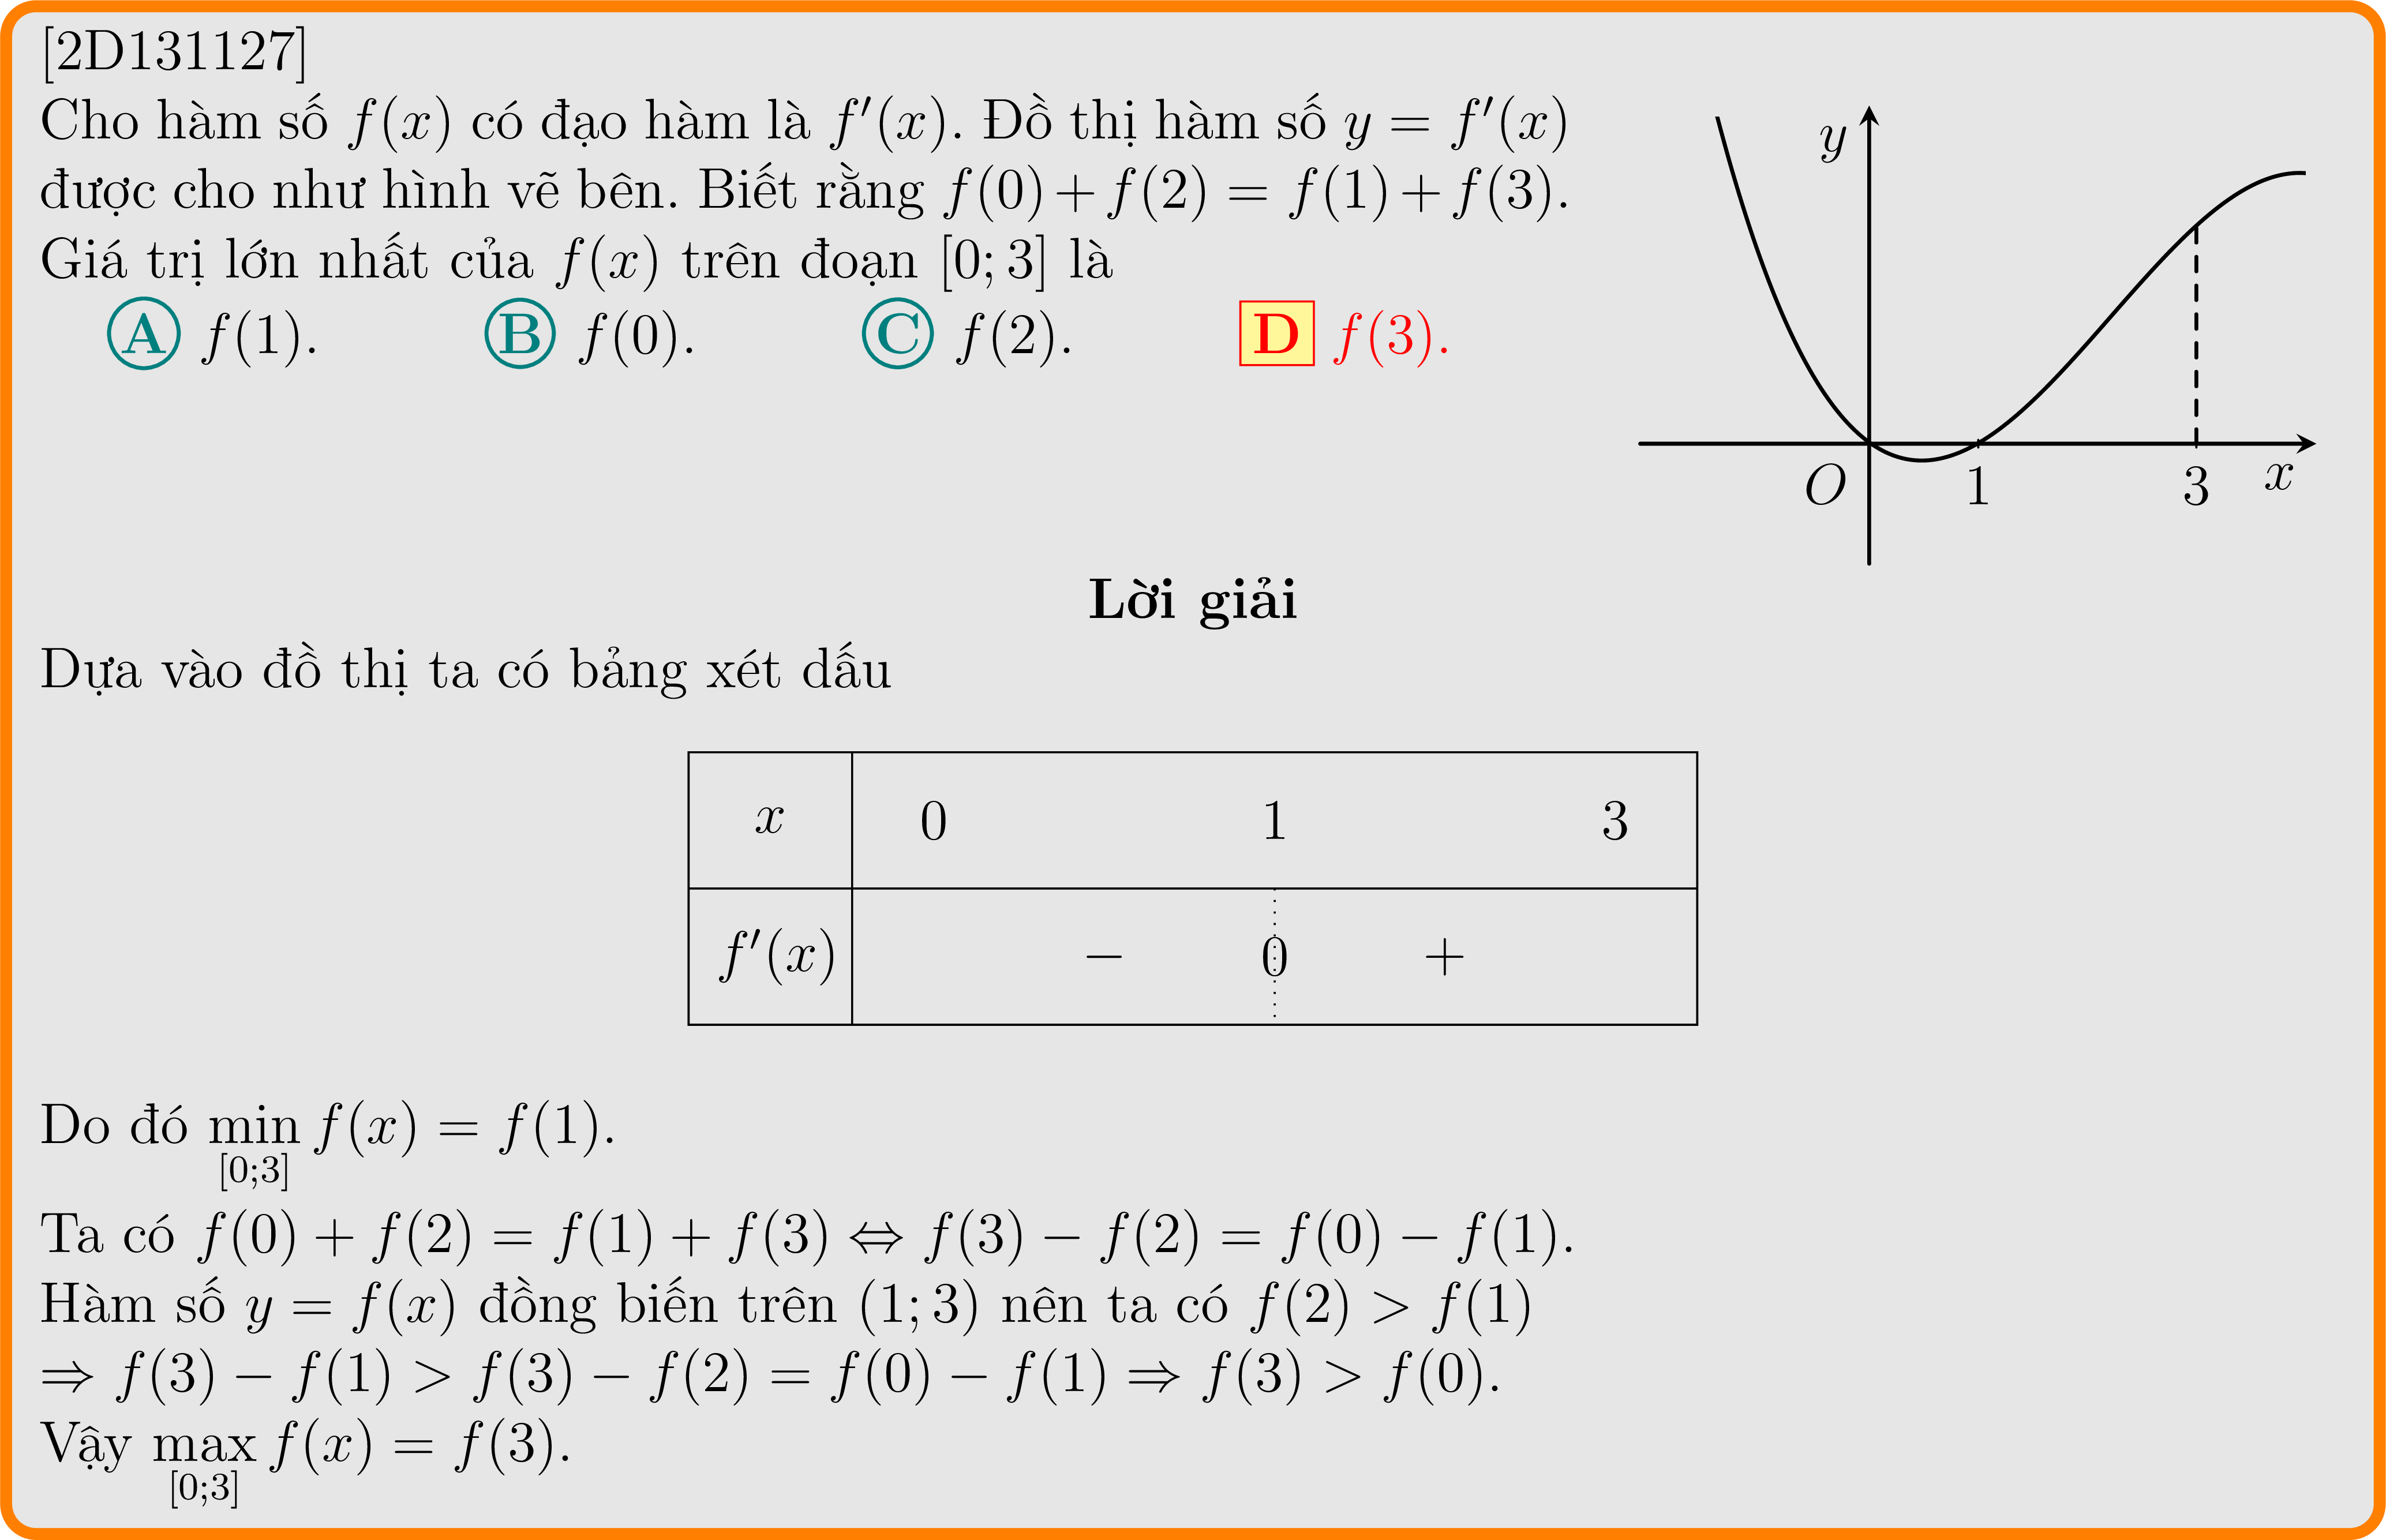 [2D131127]
Cho hàm số f(x) có đạo hàm là f′(x). Đồ thị hàm số y = f′(x)
được cho như hình vẽ bên. Biết rằng f(0)+f(2) = f(1)+f(3).
Giá trị lớn nhất của f(x) trên đoạn [0; 3] là
A f(1). B f(0). C f(2). D f(3).
y
O 1 3 x
Lời giải
Dựa vào đồ thị ta có bảng xét dấu
x 0 1 3
f′(x) − 0 +
Do đó min f(x) = f(1).
[0;3]
Ta có f(0) + f(2) = f(1) + f(3) ⇔ f(3) − f(2) = f(0) − f(1).
Hàm số y = f(x) đồng biến trên (1; 3) nên ta có f(2) > f(1)
⇒ f(3) − f(1) > f(3) − f(2) = f(0) − f(1) ⇒ f(3) > f(0).
Vậy max f(x) = f(3).
[0;3]